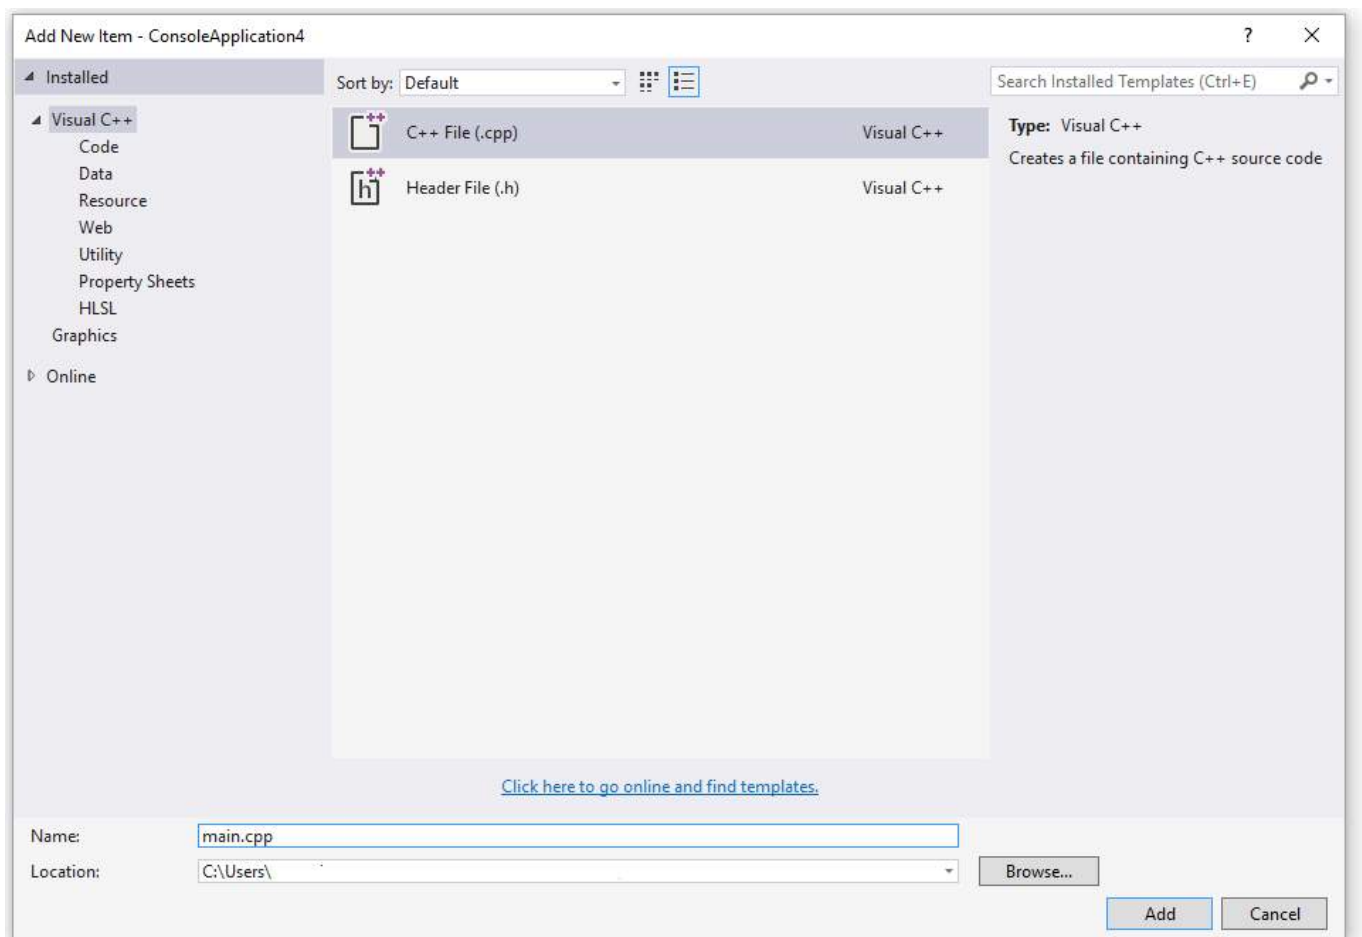 Add New Item - ConsoleApplication4
?
Installed
Sort by: Default
Search Installed Templates (Ctrl+E)
Visual C++
Code
Data
Resource
Web
Utility
Property Sheets
HLSL
Graphics
Online
++
C++ File (.cpp) Visual C++
h++
Header File (.h) Visual C++
Type: Visual C++
Creates a file containing C++ source code
Click here to go online and find templates.
Name: main.cpp
Location: C:\Users\
Browse...
Add Cancel